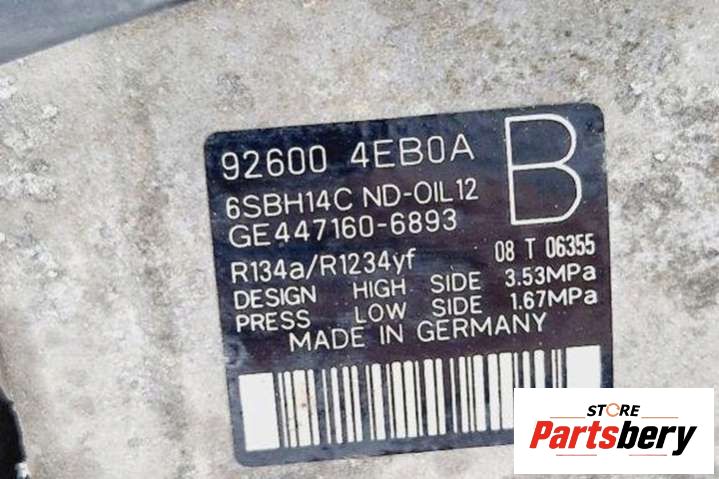 92600 4EB0A
B
6SBH14C ND-OIL12
GE447160-6893
R134a/R1234yf 08 T 06355
DESIGN HIGH SIDE 3.53MPa
PRESS LOW SIDE 1.67MPa
MADE IN GERMANY
STORE
Partsbery